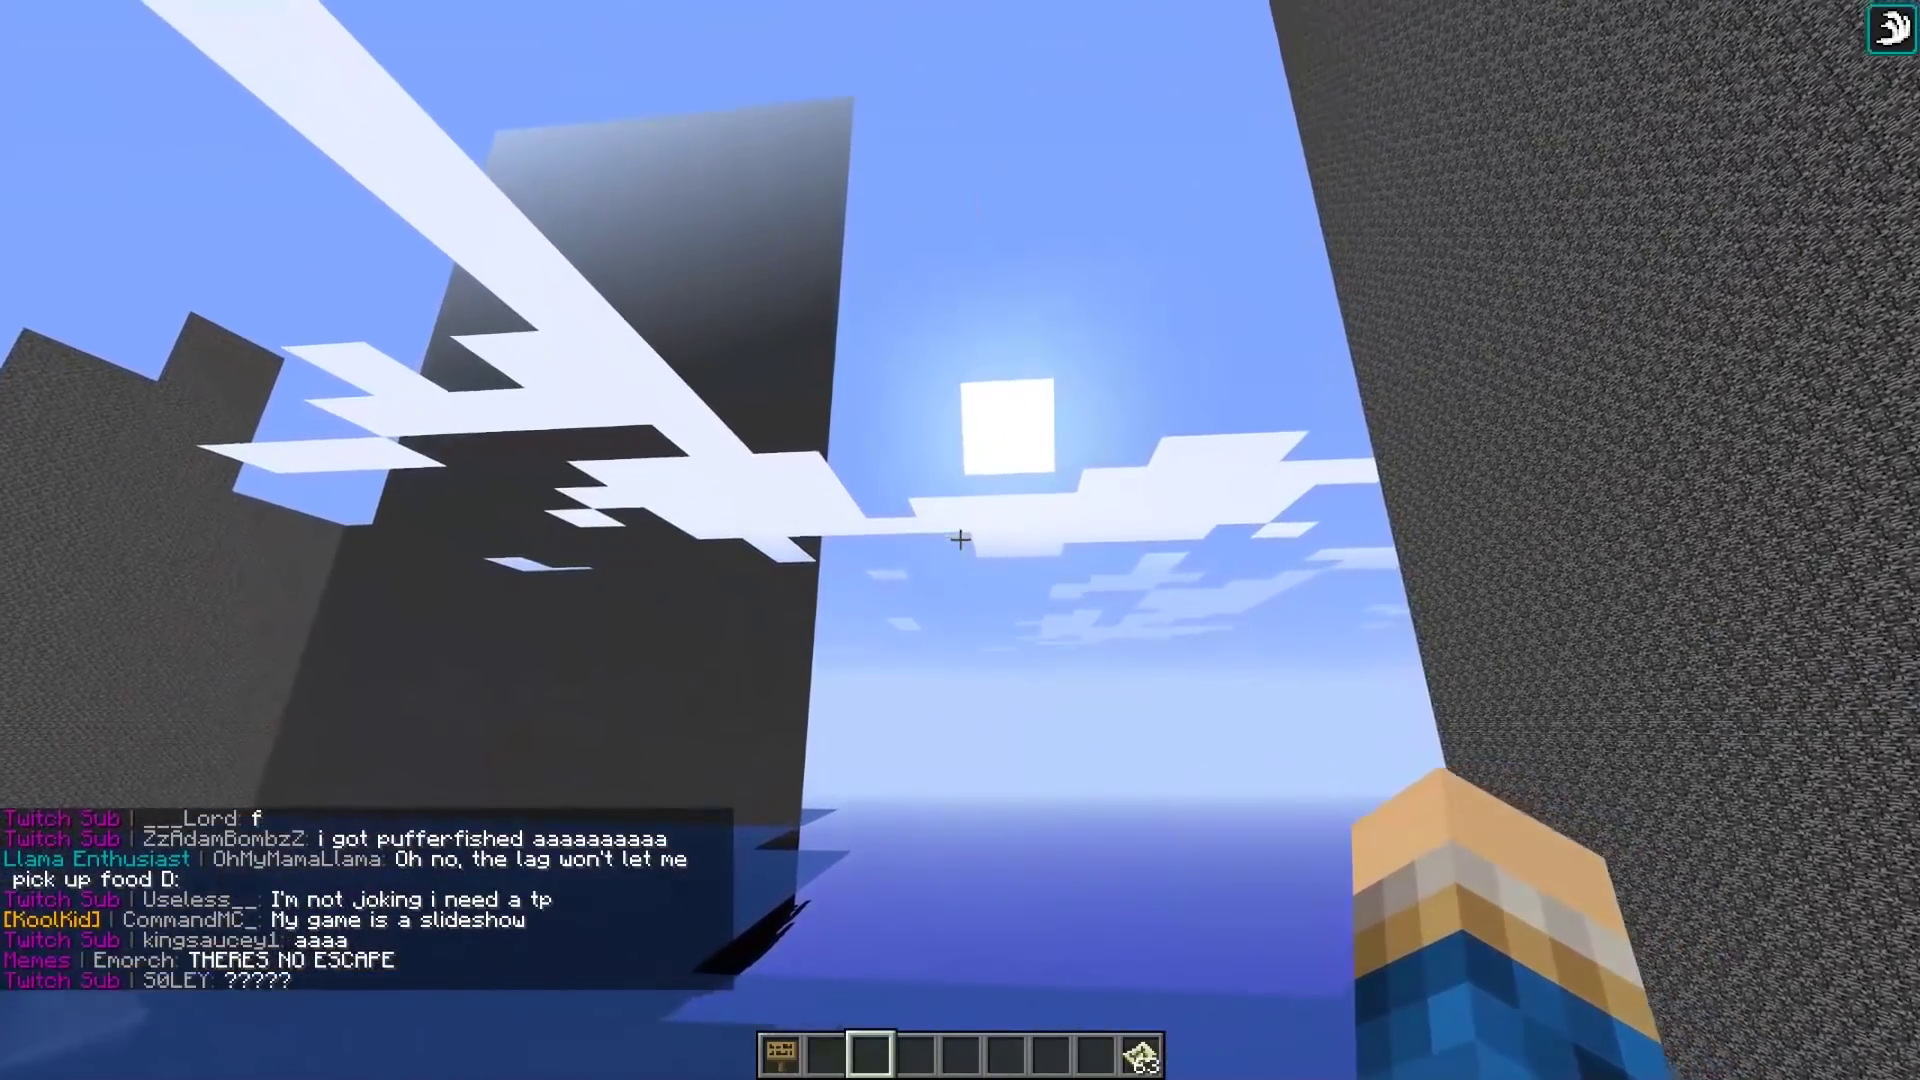 Twitch Sub | ___Lord: f
Twitch Sub | ZzAdamBombzZ: i got pufferfished aaaaaaaaaa
Llama Enthusiast | OhMyMamaLlama: Oh no, the lag won't let me
pick up food D:
Twitch Sub | Useless__: I'm not joking i need a tp
[KoolKid] | CommandMC_: My game is a slideshow
Twitch Sub | kingsaucey1: aaaa
Memes | Emorch: THERES NO ESCAPE
Twitch Sub | S0LEY: ?????
63